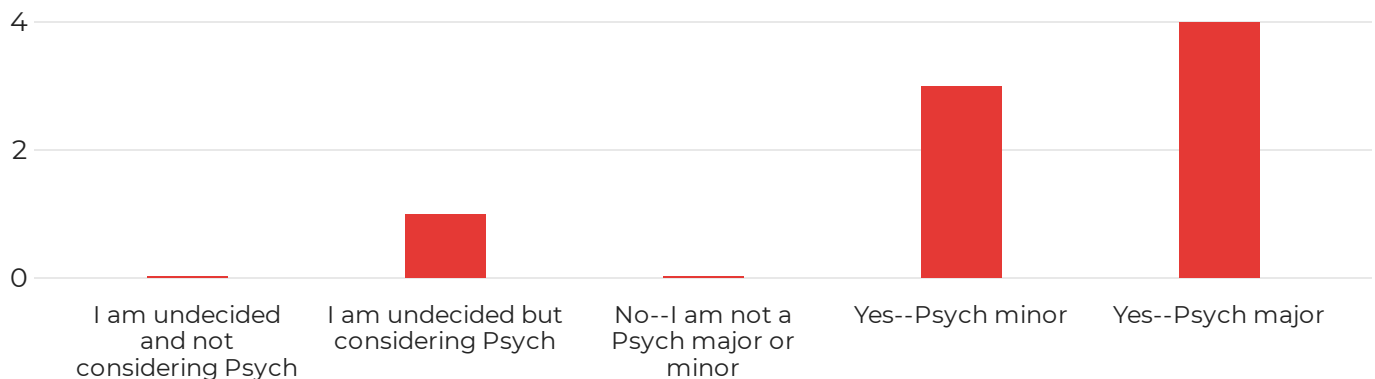 4
2
0
I am undecided
and not
considering Psych
I am undecided but
considering Psych
No--I am not a
Psych major or
minor
Yes--Psych minor
Yes--Psych major